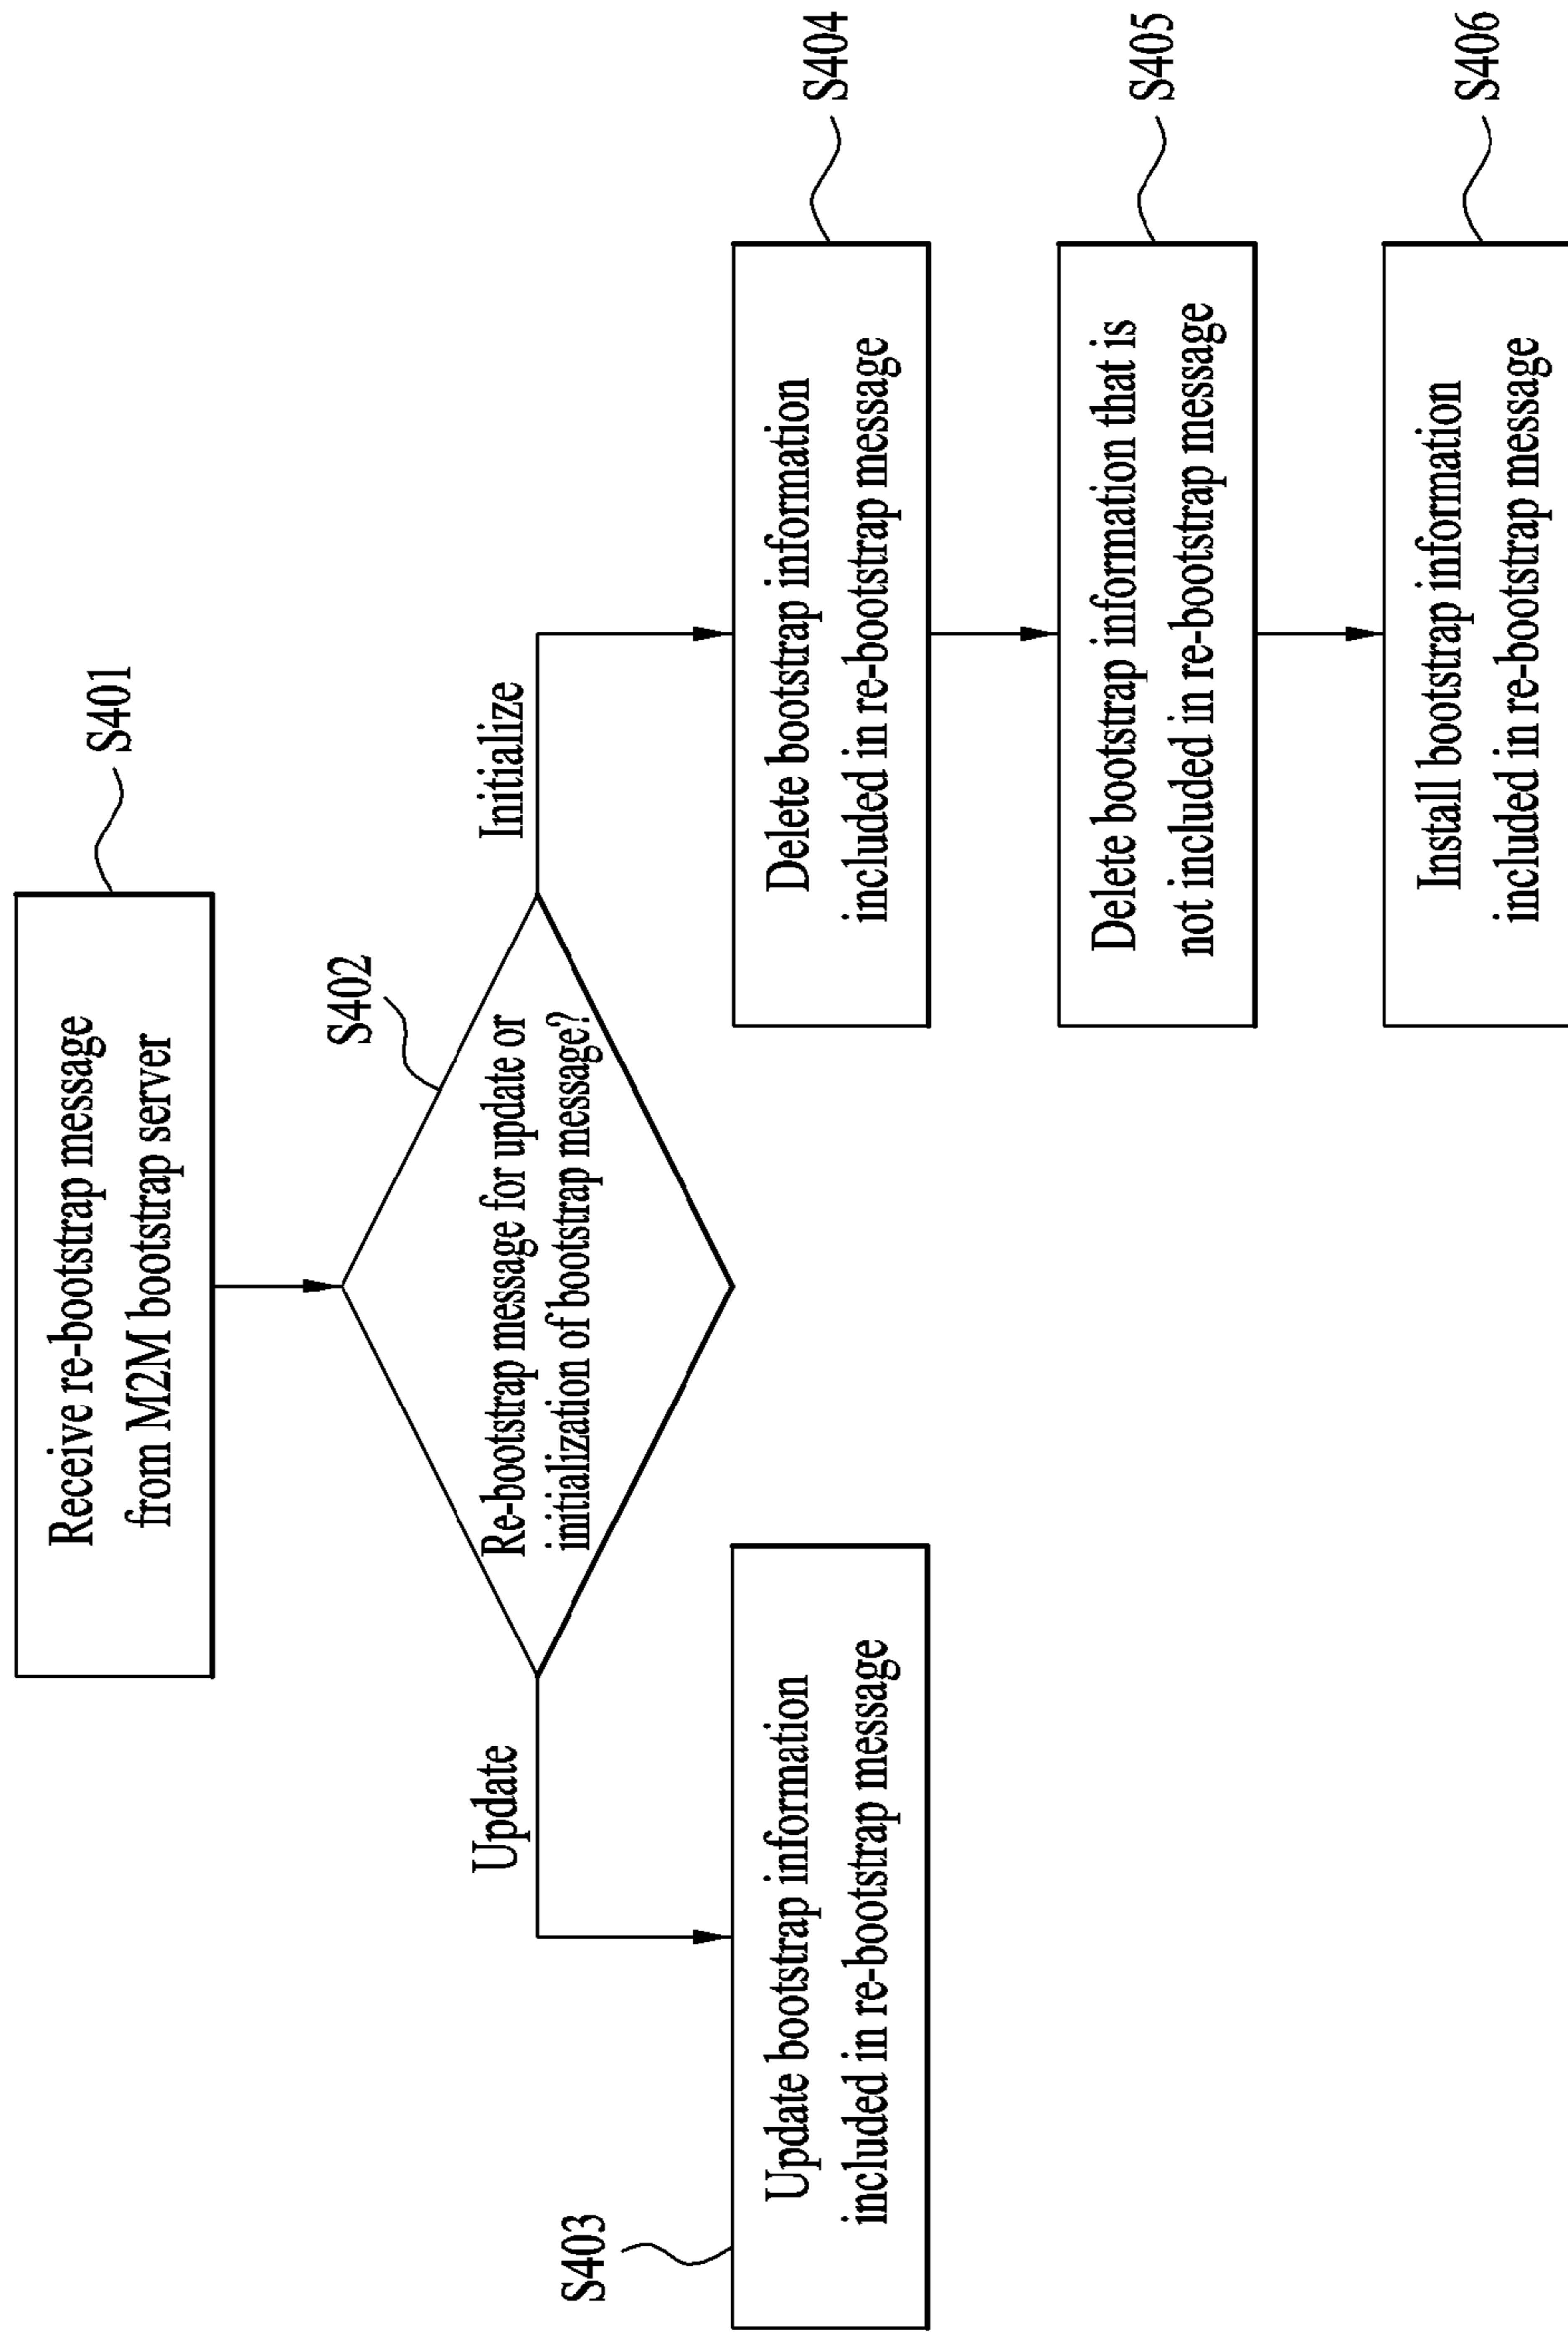 Receive re-bootstrap message
from M2M bootstrap server
S401
S402
Re-bootstrap message for update or
initialization of bootstrap message?
Update
Initialize
S403
Update bootstrap information
included in re-bootstrap message
Delete bootstrap information
included in re-bootstrap message
S404
Delete bootstrap information that is
not included in re-bootstrap message
S405
Install bootstrap information
included in re-bootstrap message
S406